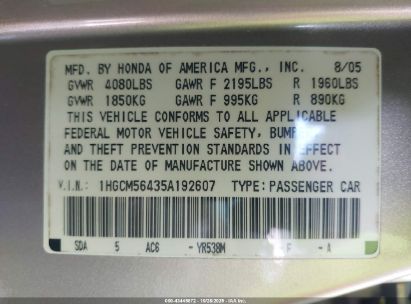 MFD. BY HONDA OF AMERICA MFG., INC. 8/05
GVWR 4080LBS GAWR F 2195LBS R 1960LBS
GVWR 1850KG GAWR F 995KG R 890KG
THIS VEHICLE CONFORMS TO ALL APPLICABLE
FEDERAL MOTOR VEHICLE SAFETY, BUMP
AND THEFT PREVENTION STANDARDS IN EFFECT
ON THE DATE OF MANUFACTURE SHOWN ABOVE.
V.I.N.: 1HGCM56435A192607 TYPE: PASSENGER CAR
SDA 5 AC6 - YR538M F - A